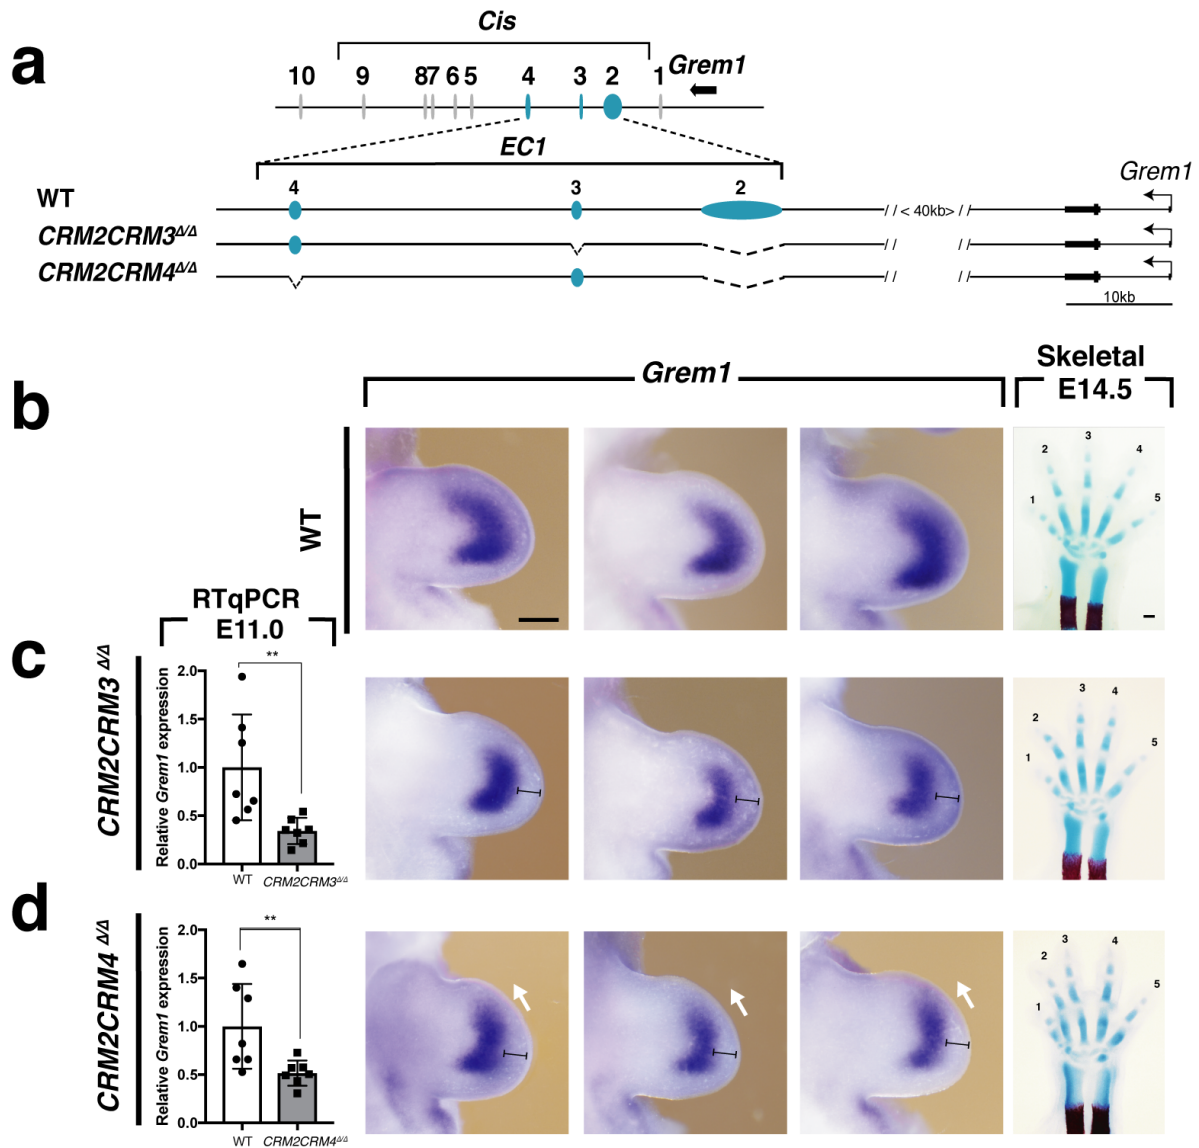 a
Cis
10 9 8 7 6 5 4 3 2 1 Grem1
EC1
Grem1
4 3 2
WT
// < 40kb > //
CRM2CRM3Δ/Δ
// //
CRM2CRM4Δ/Δ
// //
10kb
b
Grem1
Skeletal
E14.5
WT
1 2 3 4 5
RTqPCR
E11.0
c
CRM2CRM3 Δ/Δ
Relative Grem1 expression
2.0
1.5
1.0
0.5
0.0
**
WT CRM2CRM3Δ/Δ
1 2 3 4 5
d
CRM2CRM4 Δ/Δ
Relative Grem1 expression
2.0
1.5
1.0
0.5
0.0
**
WT CRM2CRM4Δ/Δ
1 2 3 4 5